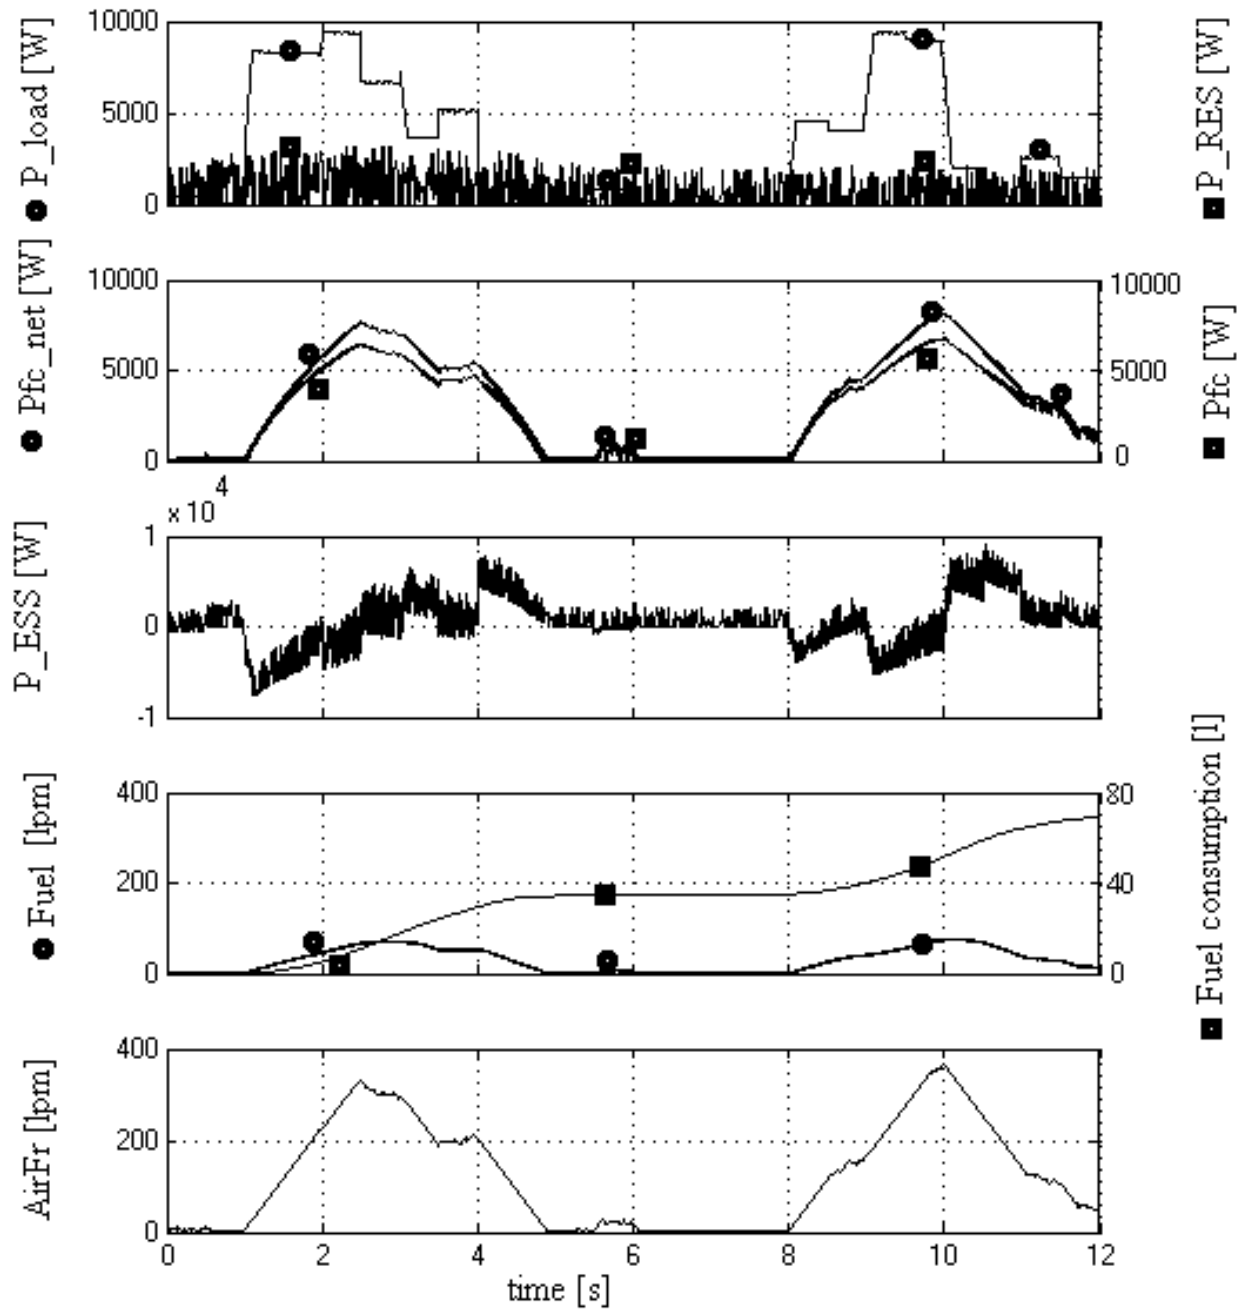 P_load [W]
10000
5000
0
P_RES [W]
Pfc_net [W]
10000
5000
0
10000
5000
0
Pfc [W]
x 10^4
P_ESS [W]
1
0
-1
Fuel [lpm]
400
200
0
80
40
0
Fuel consumption [l]
AirFr [lpm]
400
200
0
0 2 4 6 8 10 12
time [s]